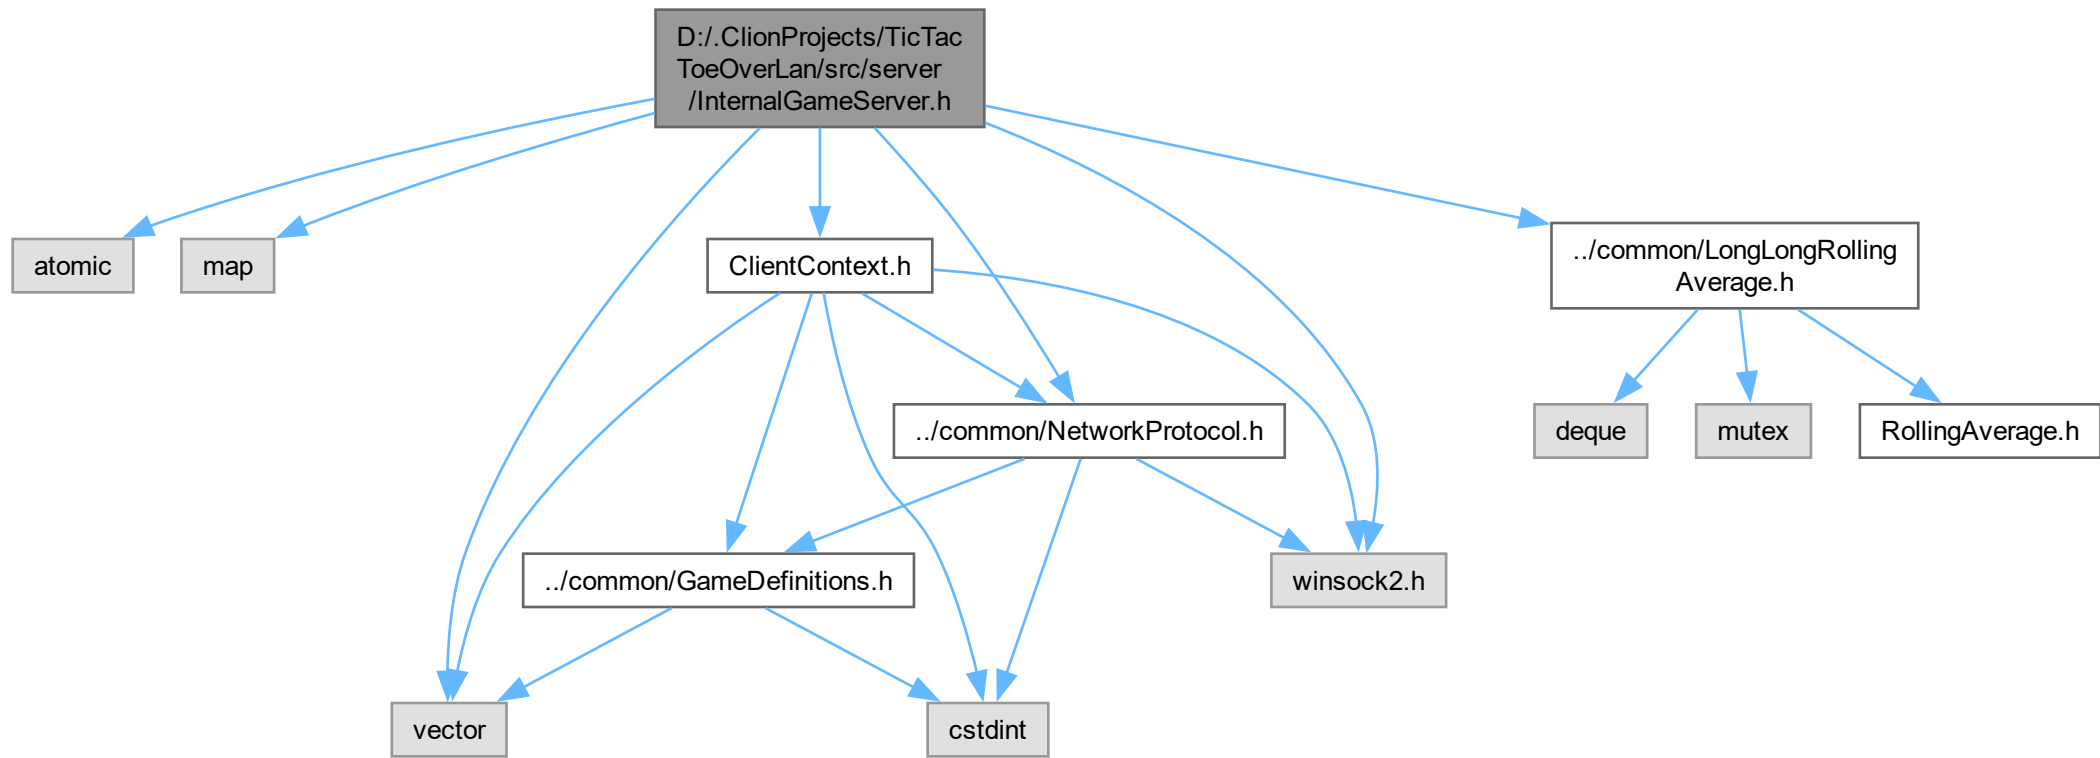 D:/.ClionProjects/TicTac
ToeOverLan/src/server
/InternalGameServer.h
atomic
map
ClientContext.h
../common/LongLongRolling
Average.h
../common/NetworkProtocol.h
deque
mutex
RollingAverage.h
../common/GameDefinitions.h
winsock2.h
vector
cstdint